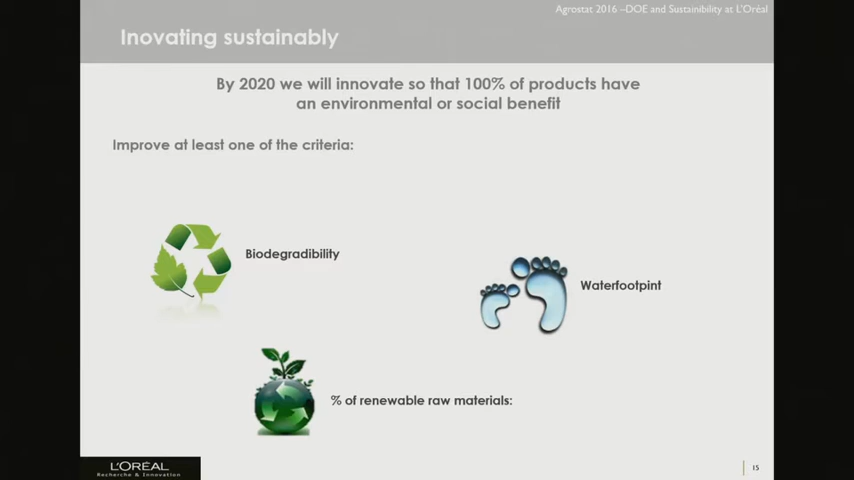 Agrostat 2016 –DOE and Sustainibility at L'Oréal
Inovating sustainably
By 2020 we will innovate so that 100% of products have
an environmental or social benefit
Improve at least one of the criteria:
Biodegradibility
Waterfootpint
% of renewable raw materials:
L'ORÉAL
Recherche & Innovation
15